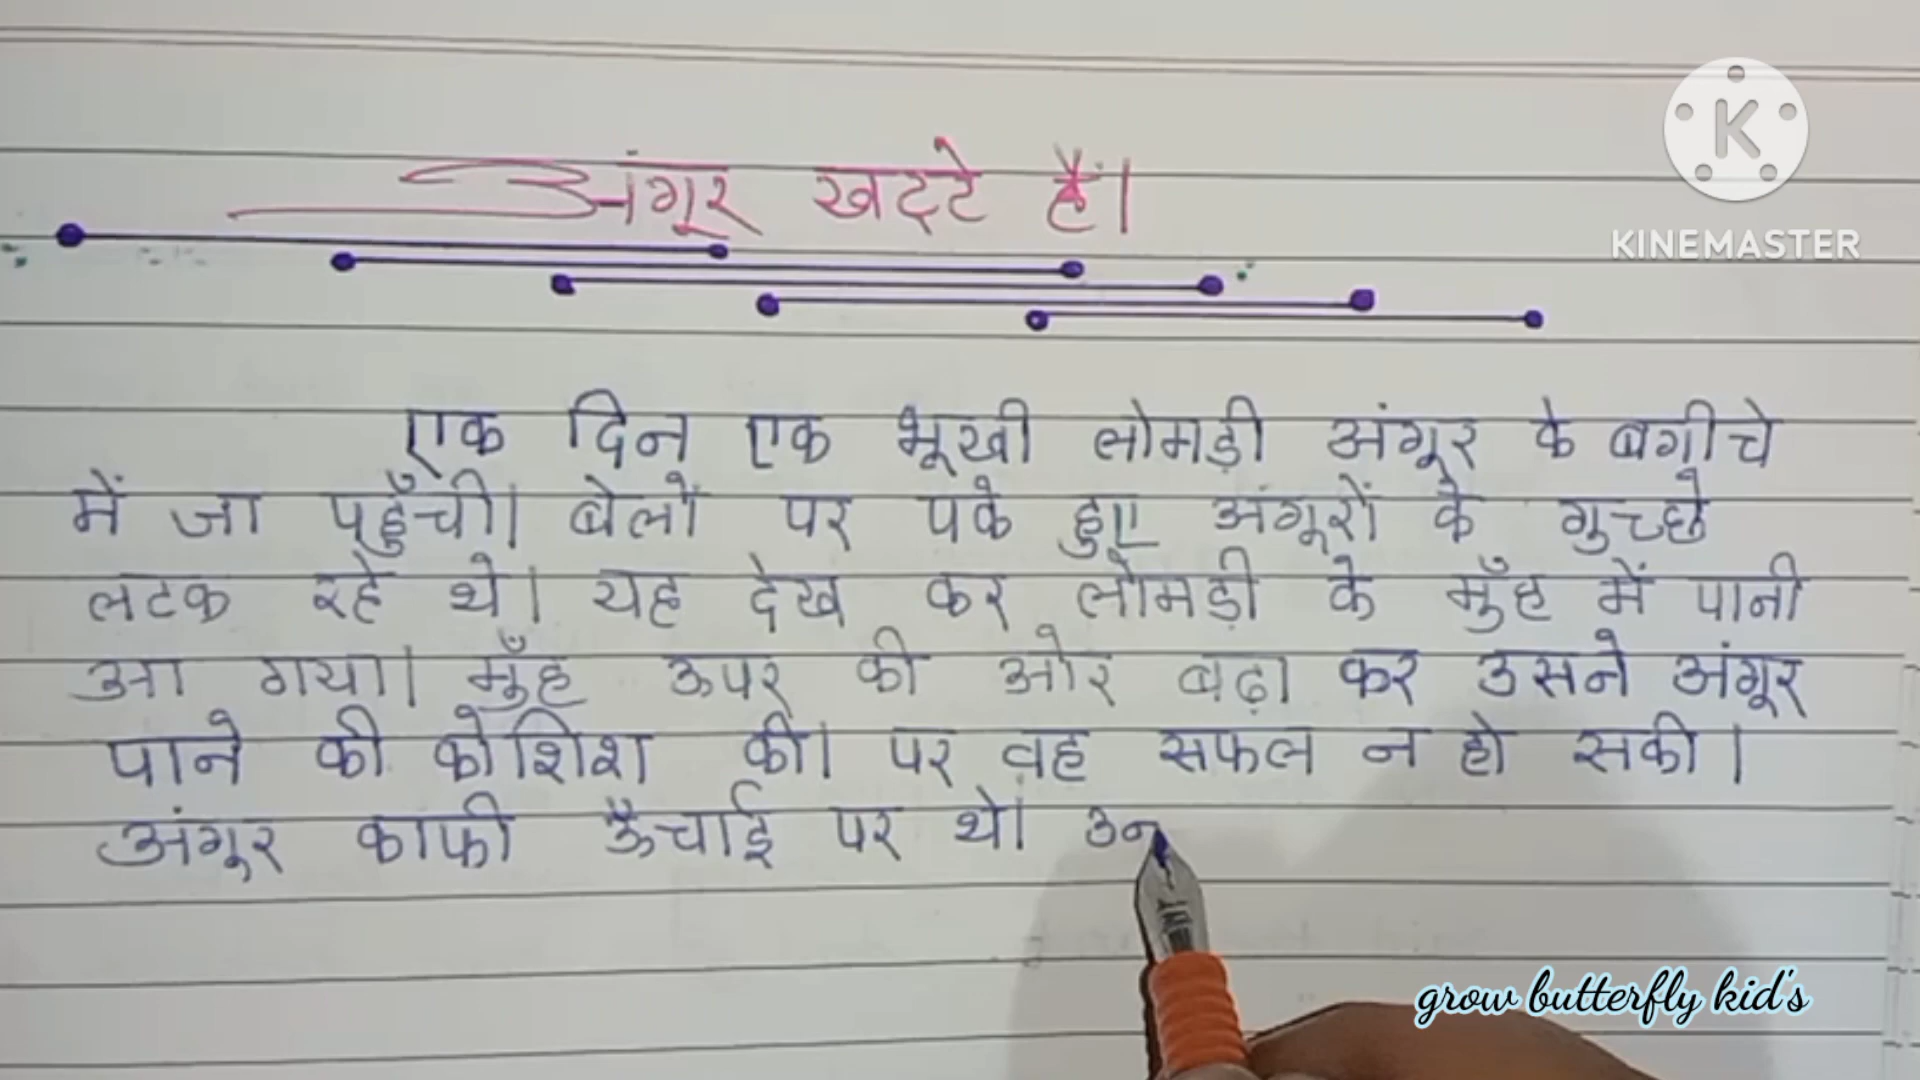 अंगूर खट्टे हैं।
KINEMASTER
एक दिन एक भूखी लोमड़ी अंगूर के बगीचे
में जा पहुँची। बेलों पर पके हुए अंगूरों के गुच्छे
लटक रहे थे। यह देख कर लोमड़ी के मुँह में पानी
आ गया। मुँह ऊपर की ओर बढ़ा कर उसने अंगूर
पाने की कोशिश की। पर वह सफल न हो सकी।
अंगूर काफी ऊँचाई पर थे। उन
grow butterfly kid's